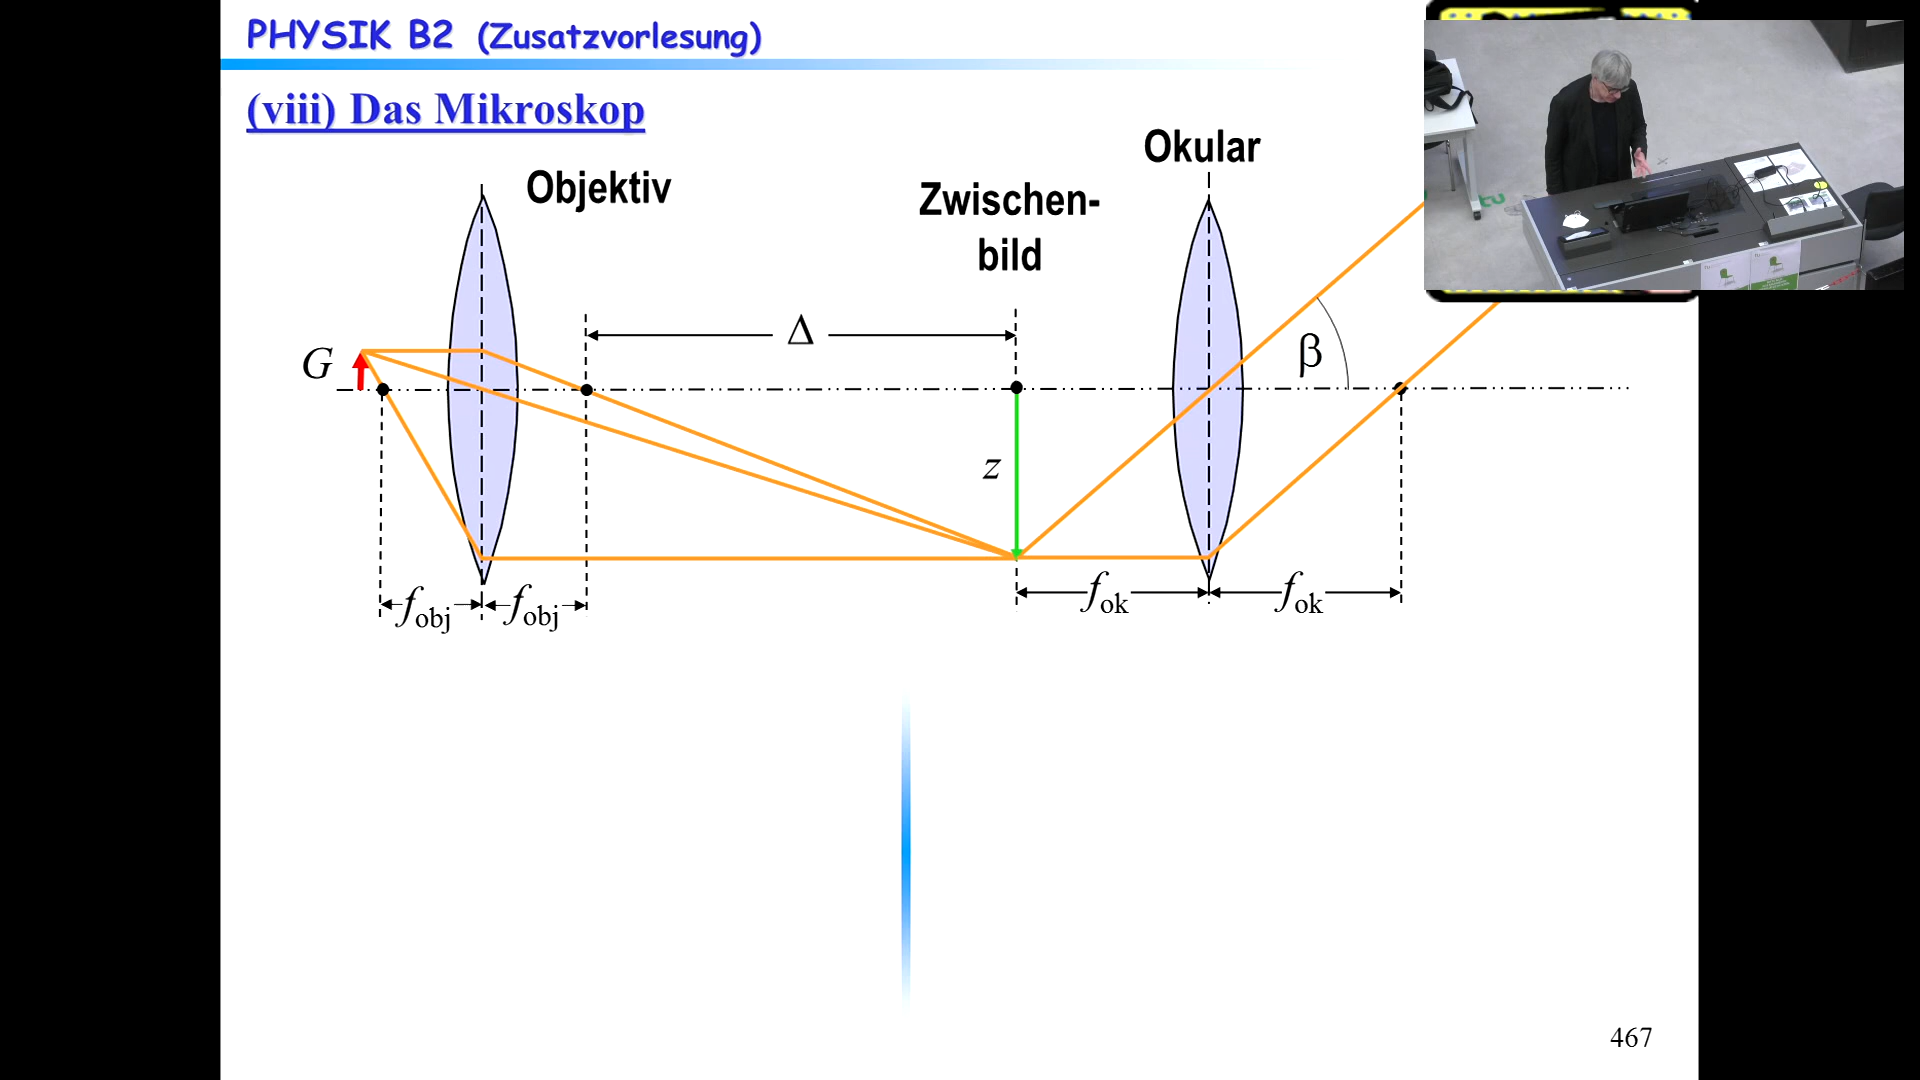 PHYSIK B2 (Zusatzvorlesung)
(viii) Das Mikroskop
Okular
Objektiv
Zwischen-
bild
Δ
β
G
z
f_obj f_obj
f_ok f_ok
467